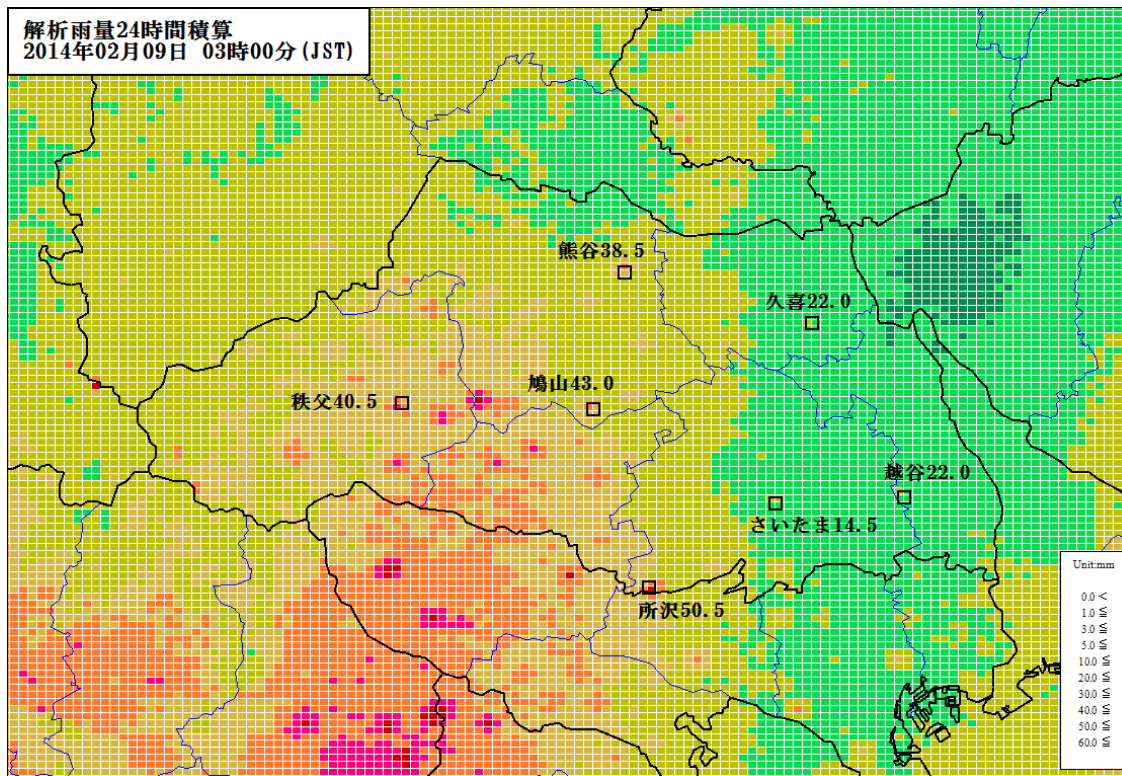 解析雨量24時間積算
2014年02月09日 03時00分(JST)
熊谷38.5
久喜22.0
鳩山43.0
秩父40.5
越谷22.0
さいたま14.5
所沢50.5
Unit:mm
0.0 <
1.0 ≦
3.0 ≦
5.0 ≦
10.0 ≦
20.0 ≦
30.0 ≦
40.0 ≦
50.0 ≦
60.0 ≦